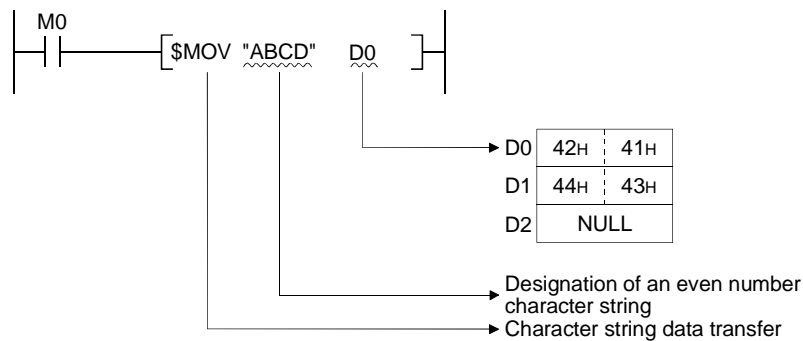 M0
$MOV "ABCD" D0
D0 42H 41H
D1 44H 43H
D2 NULL
Designation of an even number
character string
Character string data transfer